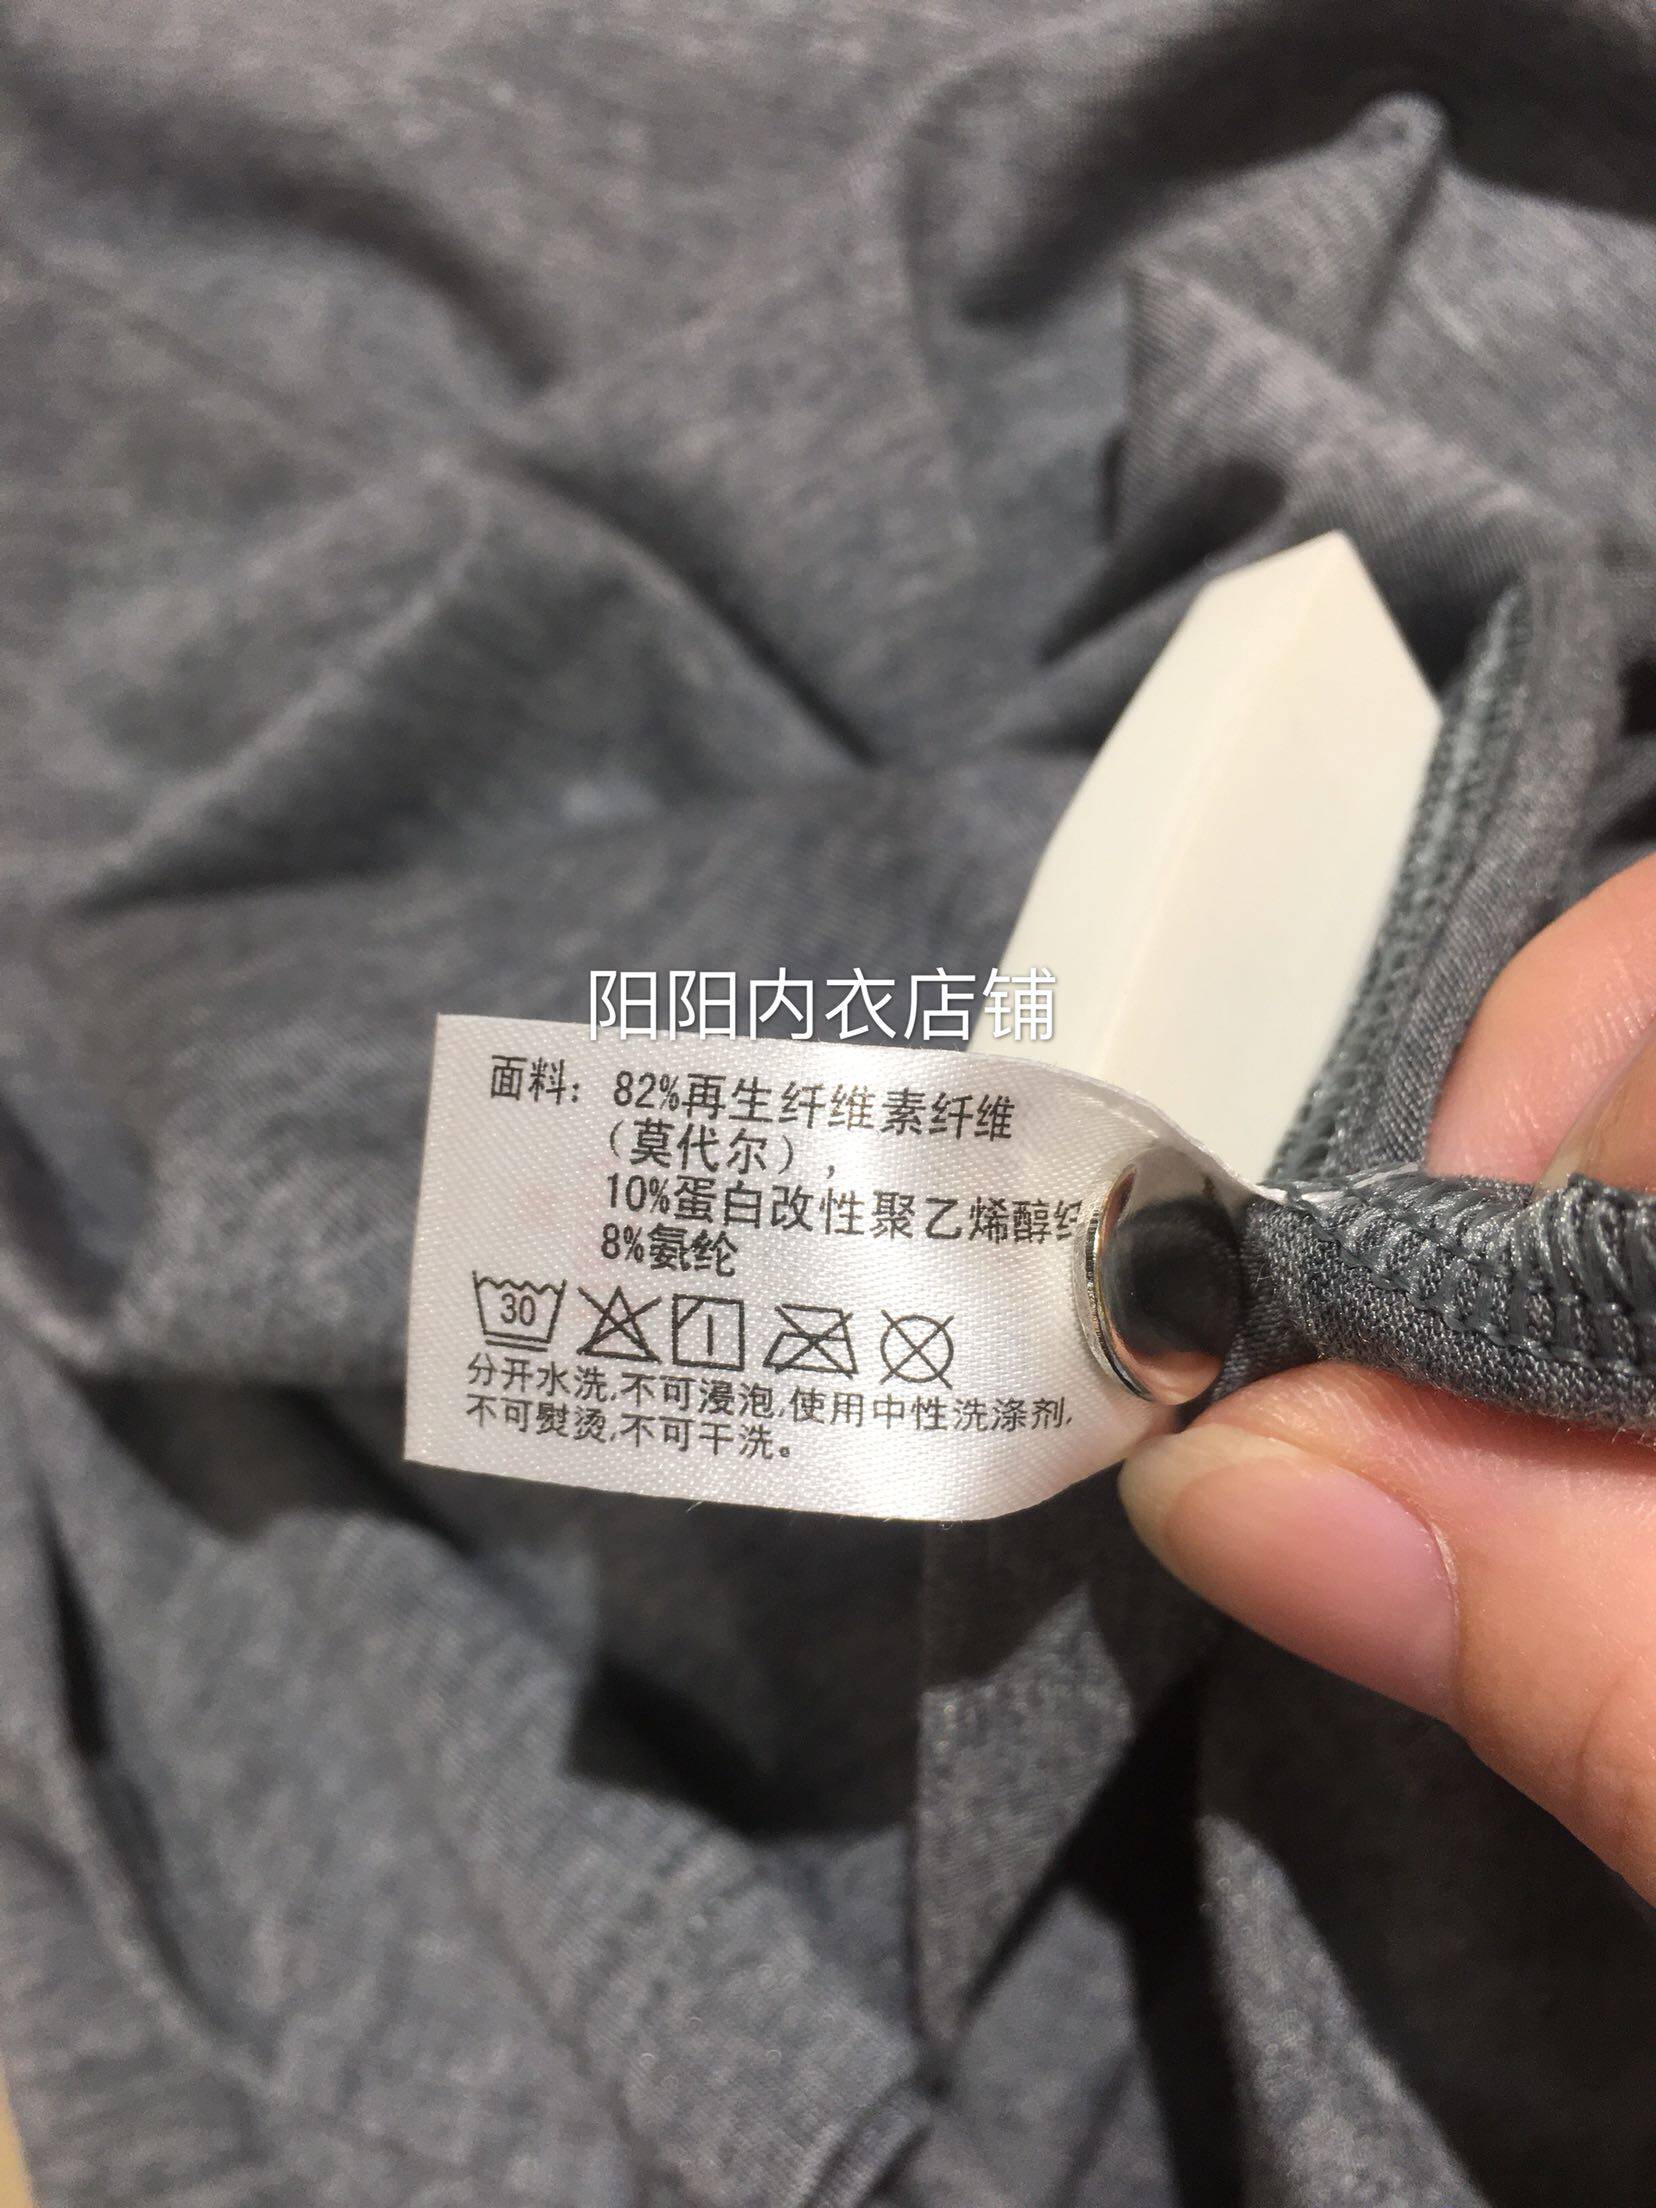 阳阳内衣店铺
面料：82%再生纤维素纤维
（莫代尔），
10%蛋白改性聚乙烯醇纤
8%氨纶
30
分开水洗,不可浸泡,使用中性洗涤剂,
不可熨烫,不可干洗。